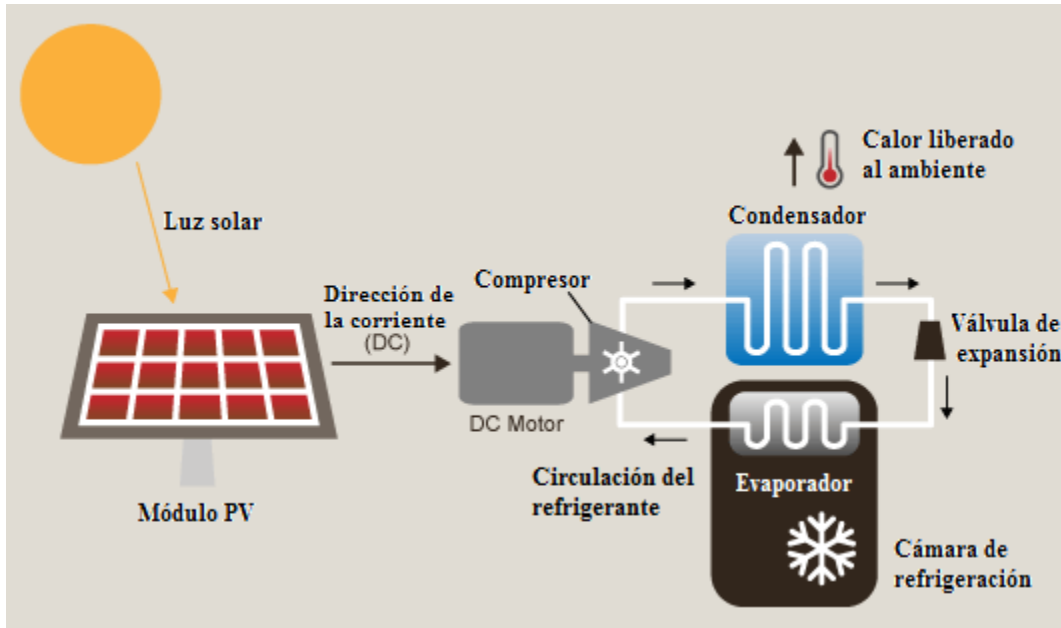 Calor liberado
al ambiente
Condensador
Luz solar
Compresor
Dirección de
la corriente
(DC)
Válvula de
expansión
DC Motor
Circulación del
refrigerante
Evaporador
Módulo PV
Cámara de
refrigeración